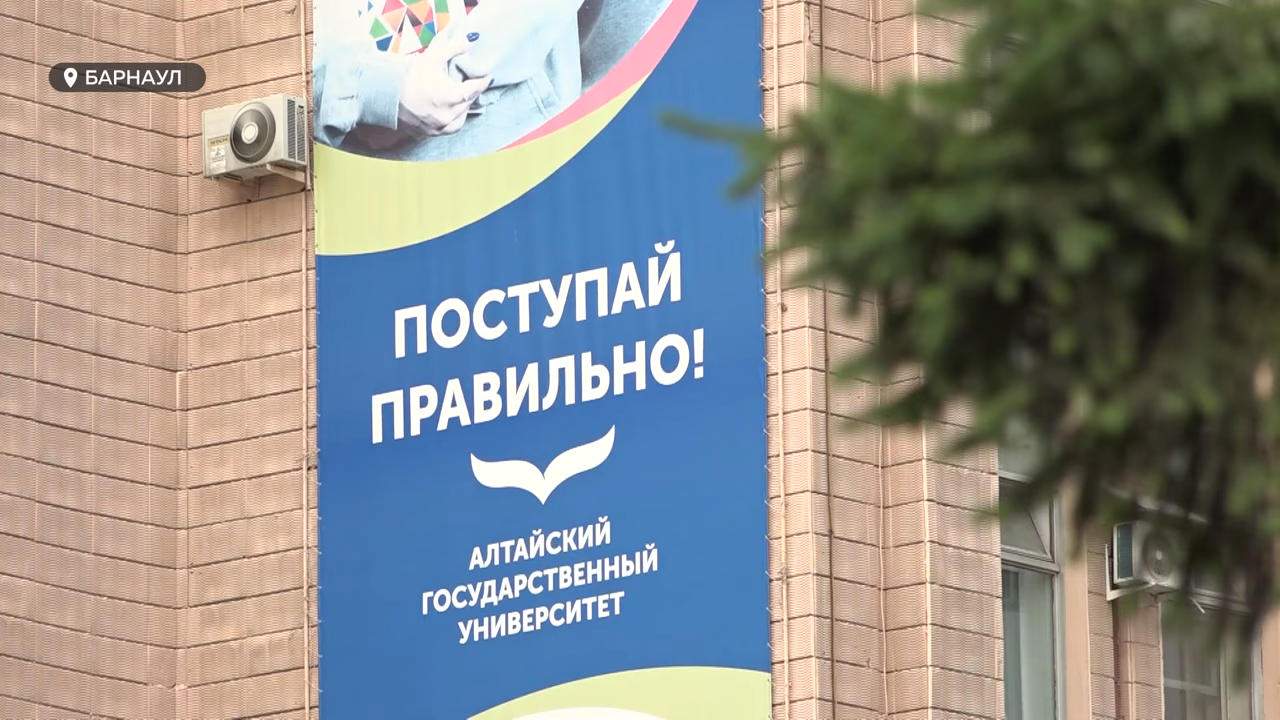 БАРНАУЛ
ПОСТУПАЙ
ПРАВИЛЬНО!
АЛТАЙСКИЙ
ГОСУДАРСТВЕННЫЙ
УНИВЕРСИТЕТ